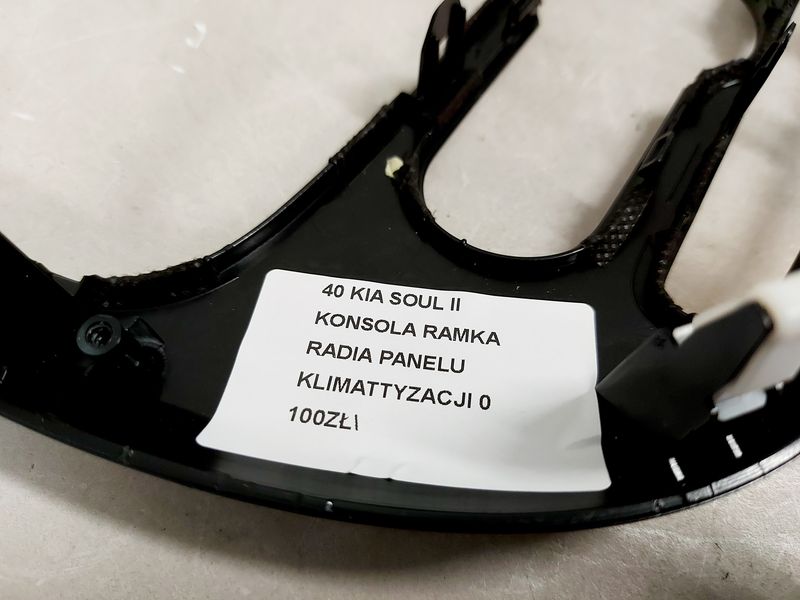 40 KIA SOUL II
KONSOLA RAMKA
RADIA PANELU
KLIMATTYZACJI 0
100ZŁ\